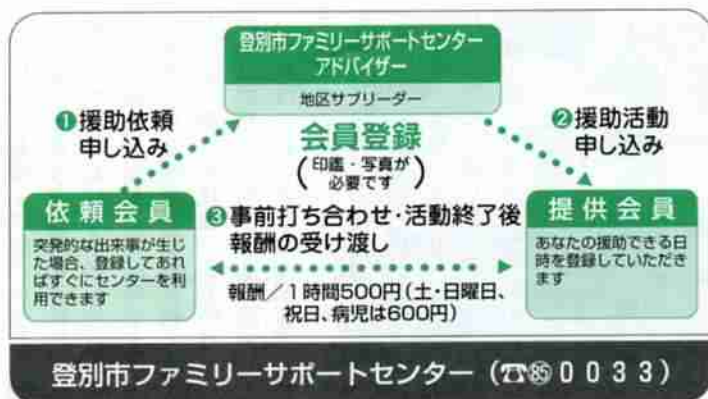 登別市ファミリーサポートセンター
アドバイザー
地区サブリーダー
❶援助依頼
申し込み
❷援助活動
申し込み
会員登録
(印鑑・写真が
必要です)
依頼会員
突発的な出来事が生じ
た場合、登録してあれ
ばすぐにセンターを利
用できます
❸事前打ち合わせ・活動終了後
報酬の受け渡し
報酬／1時間500円(土・日曜日、
祝日、病児は600円)
提供会員
あなたの援助できる日
時を登録していただき
ます
登別市ファミリーサポートセンター(☎85 0033)